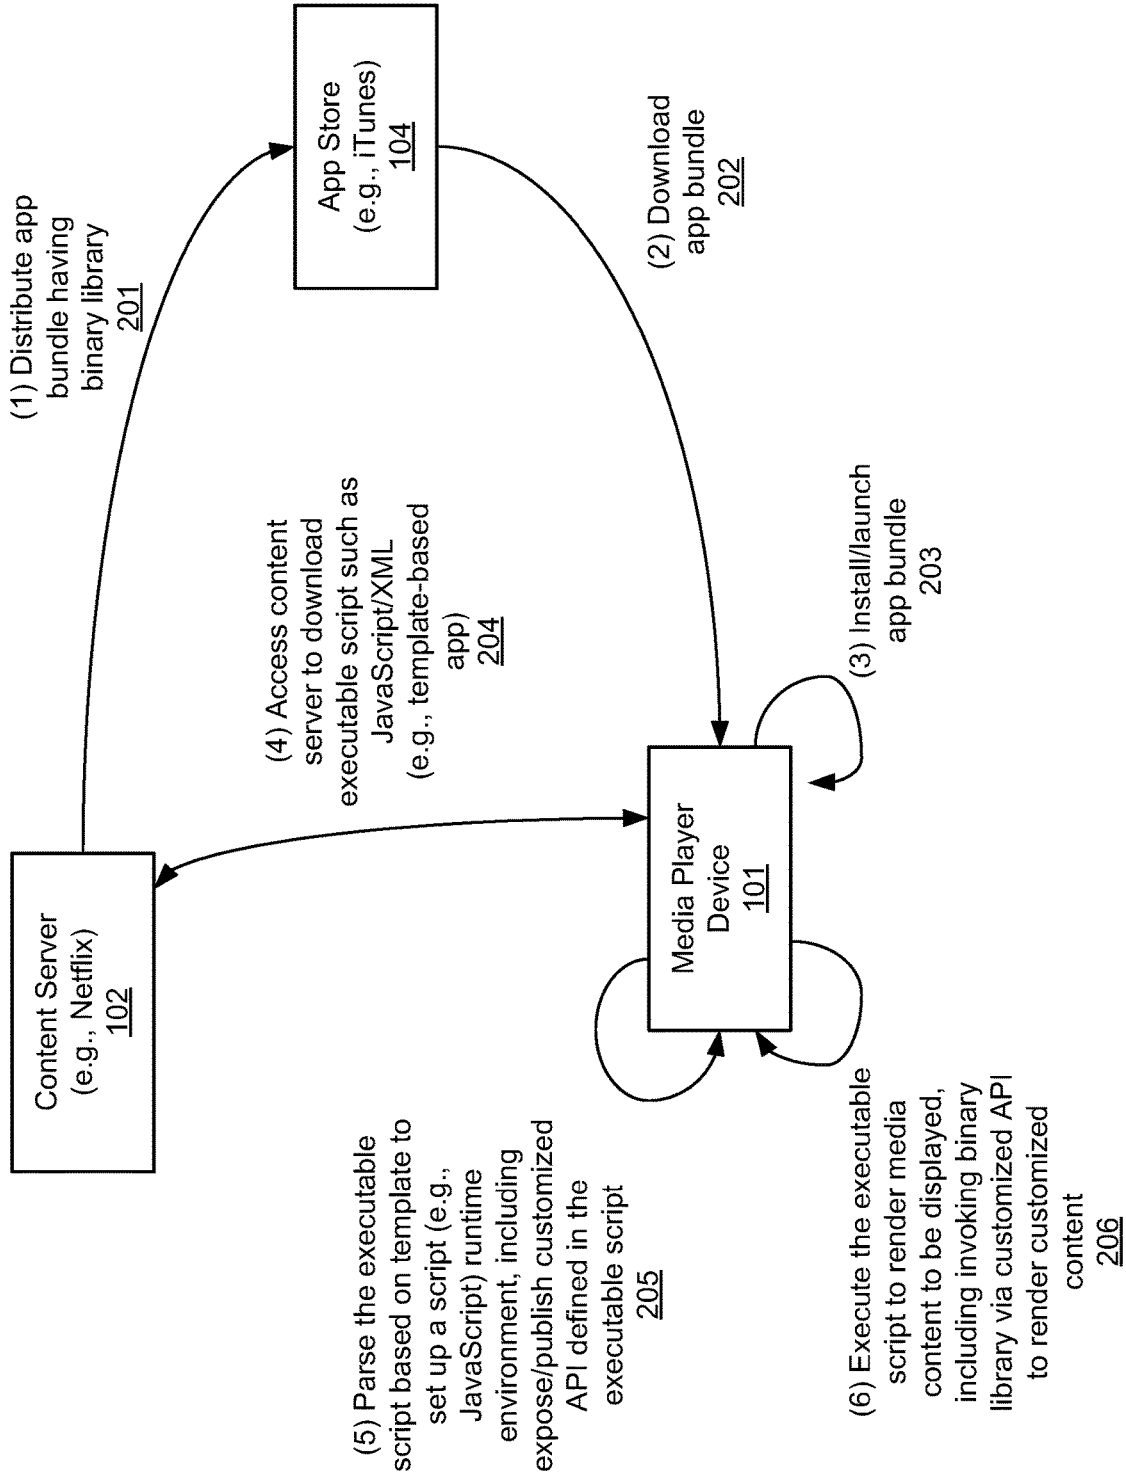 (1) Distribute app
bundle having
binary library
201
Content Server
(e.g., Netflix)
102
App Store
(e.g., iTunes)
104
(4) Access content
server to download
executable script such as
JavaScript/XML
(e.g., template-based
app)
204
(2) Download
app bundle
202
(5) Parse the executable
script based on template to
set up a script (e.g.,
JavaScript) runtime
environment, including
expose/publish customized
API defined in the
executable script
205
Media Player
Device
101
(3) Install/launch
app bundle
203
(6) Execute the executable
script to render media
content to be displayed,
including invoking binary
library via customized API
to render customized
content
206